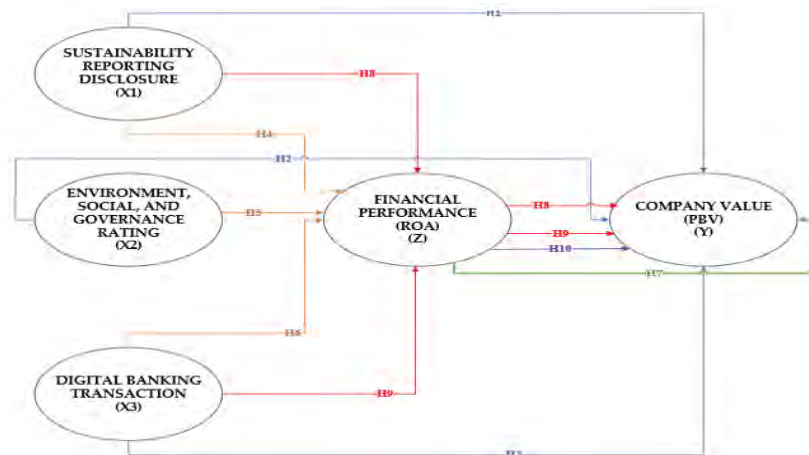 H1
SUSTAINABILITY
REPORTING
DISCLOSURE
(X1)
H8
H4
H2
ENVIRONMENT,
SOCIAL, AND
GOVERNANCE
RATING
(X2)
H5
FINANCIAL
PERFORMANCE
(ROA)
(Z)
H8
H9
H10
COMPANY VALUE
(PBV)
(Y)
H7
H6
DIGITAL BANKING
TRANSACTION
(X3)
H9